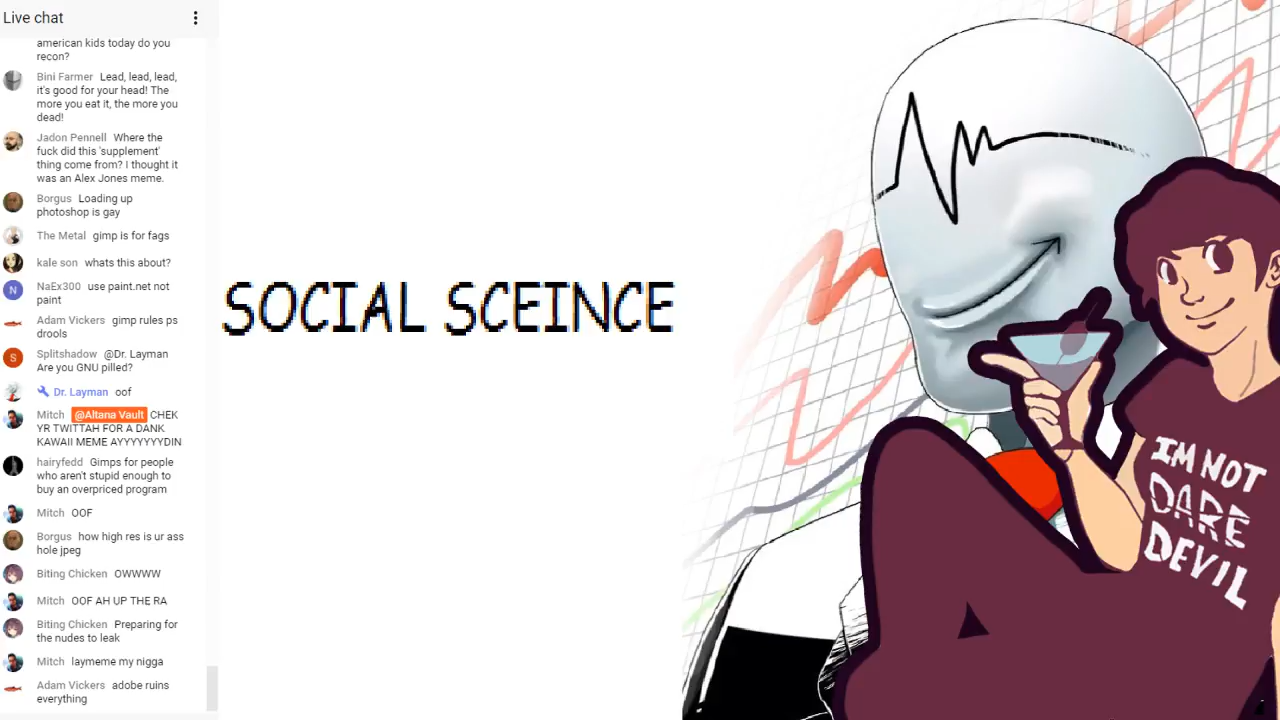 Live chat
american kids today do you
recon?
Bini Farmer Lead, lead, lead,
it's good for your head! The
more you eat it, the more you
dead!
Jadon Pennell Where the
fuck did this 'supplement'
thing come from? I thought it
was an Alex Jones meme.
Borgus Loading up
photoshop is gay
The Metal gimp is for fags
kale son whats this about?
N
NaEx300 use paint.net not
paint
Adam Vickers gimp rules ps
drools
S
Splitshadow @Dr. Layman
Are you GNU pilled?
Dr. Layman oof
Mitch @Altana Vault CHEK
YR TWITTAH FOR A DANK
KAWAII MEME AYYYYYYDIN
hairyfedd Gimps for people
who aren't stupid enough to
buy an overpriced program
Mitch OOF
Borgus how high res is ur ass
hole jpeg
Biting Chicken OWWWW
Mitch OOF AH UP THE RA
Biting Chicken Preparing for
the nudes to leak
Mitch laymeme my nigga
Adam Vickers adobe ruins
everything
SOCIAL SCEINCE
IM NOT
DARE
DEVIL